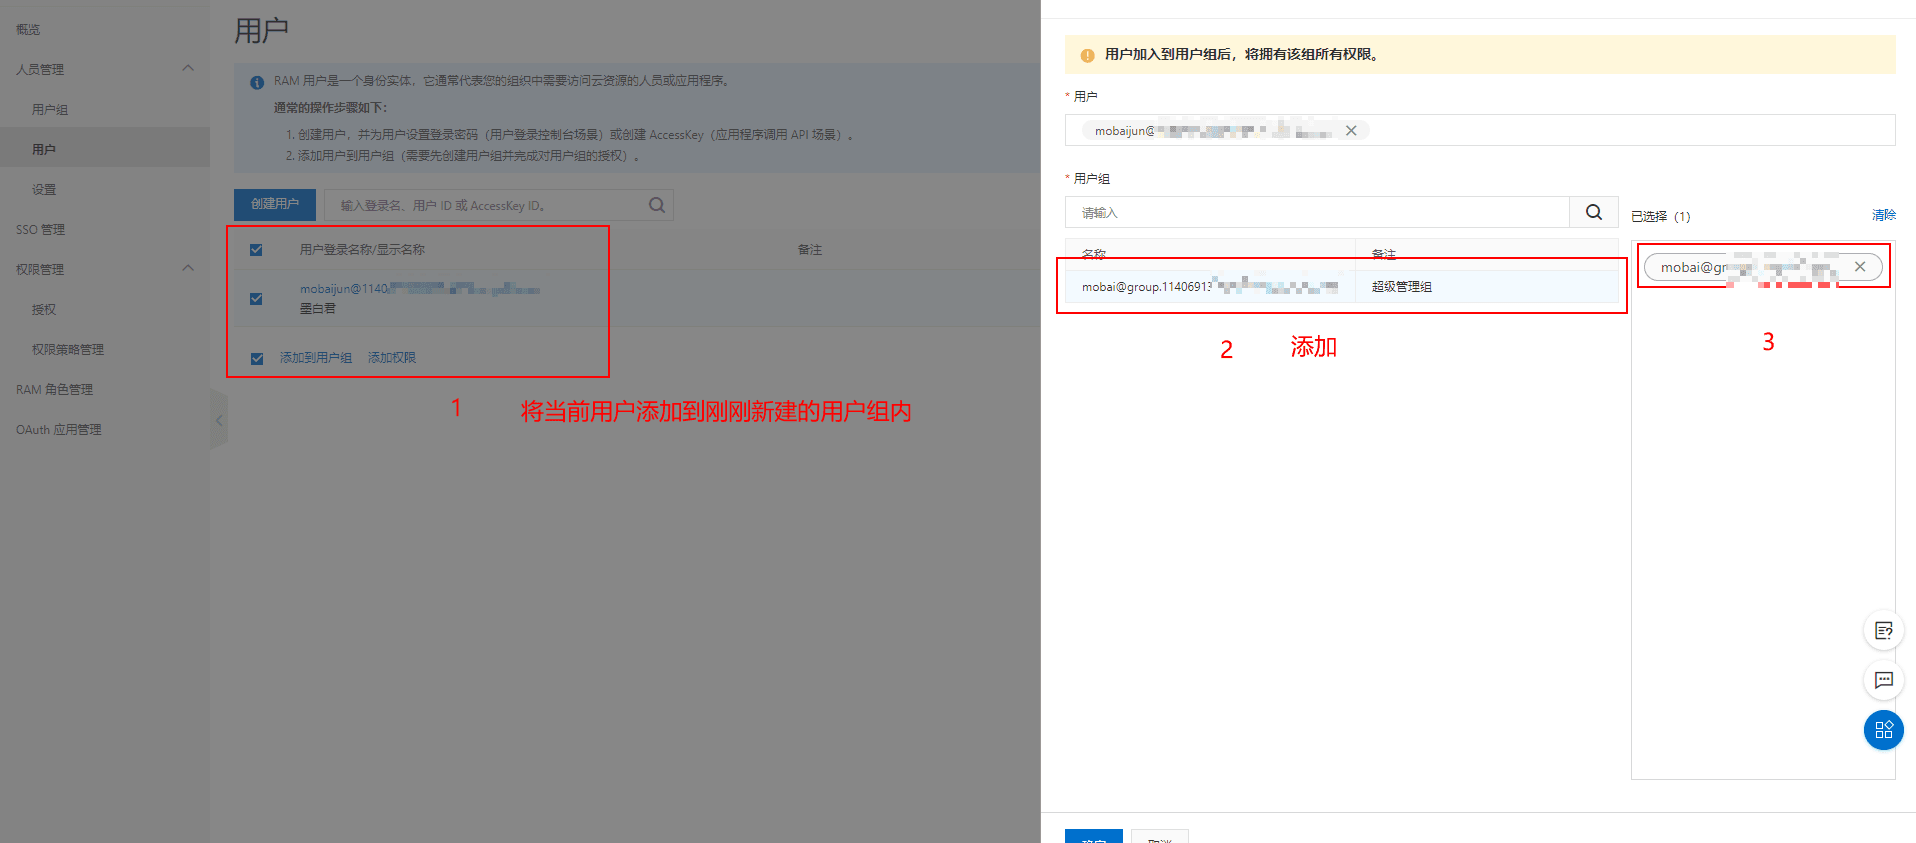 概览
人员管理
用户组
用户
设置
SSO 管理
权限管理
授权
权限策略管理
RAM 角色管理
OAuth 应用管理
用户
RAM 用户是一个身份实体，它通常代表您的组织中需要访问云资源的人员或应用程序。
通常的操作步骤如下：
1. 创建用户，并为用户设置登录密码（用户登录控制台场景）或创建 AccessKey（应用程序调用 API 场景）。
2. 添加用户到用户组（需要先创建用户组并完成对用户组的授权）。
创建用户
输入登录名、用户 ID 或 AccessKey ID。
用户登录名称/显示名称
备注
mobaijun@1140
墨白君
添加到用户组 添加权限
1 将当前用户添加到刚刚新建的用户组内
用户加入到用户组后，将拥有该组所有权限。
* 用户
mobaijun@
* 用户组
请输入
已选择（1）
清除
名称
备注
mobai@group.11406913
超级管理组
mobai@gr
2 添加
3
确定
取消